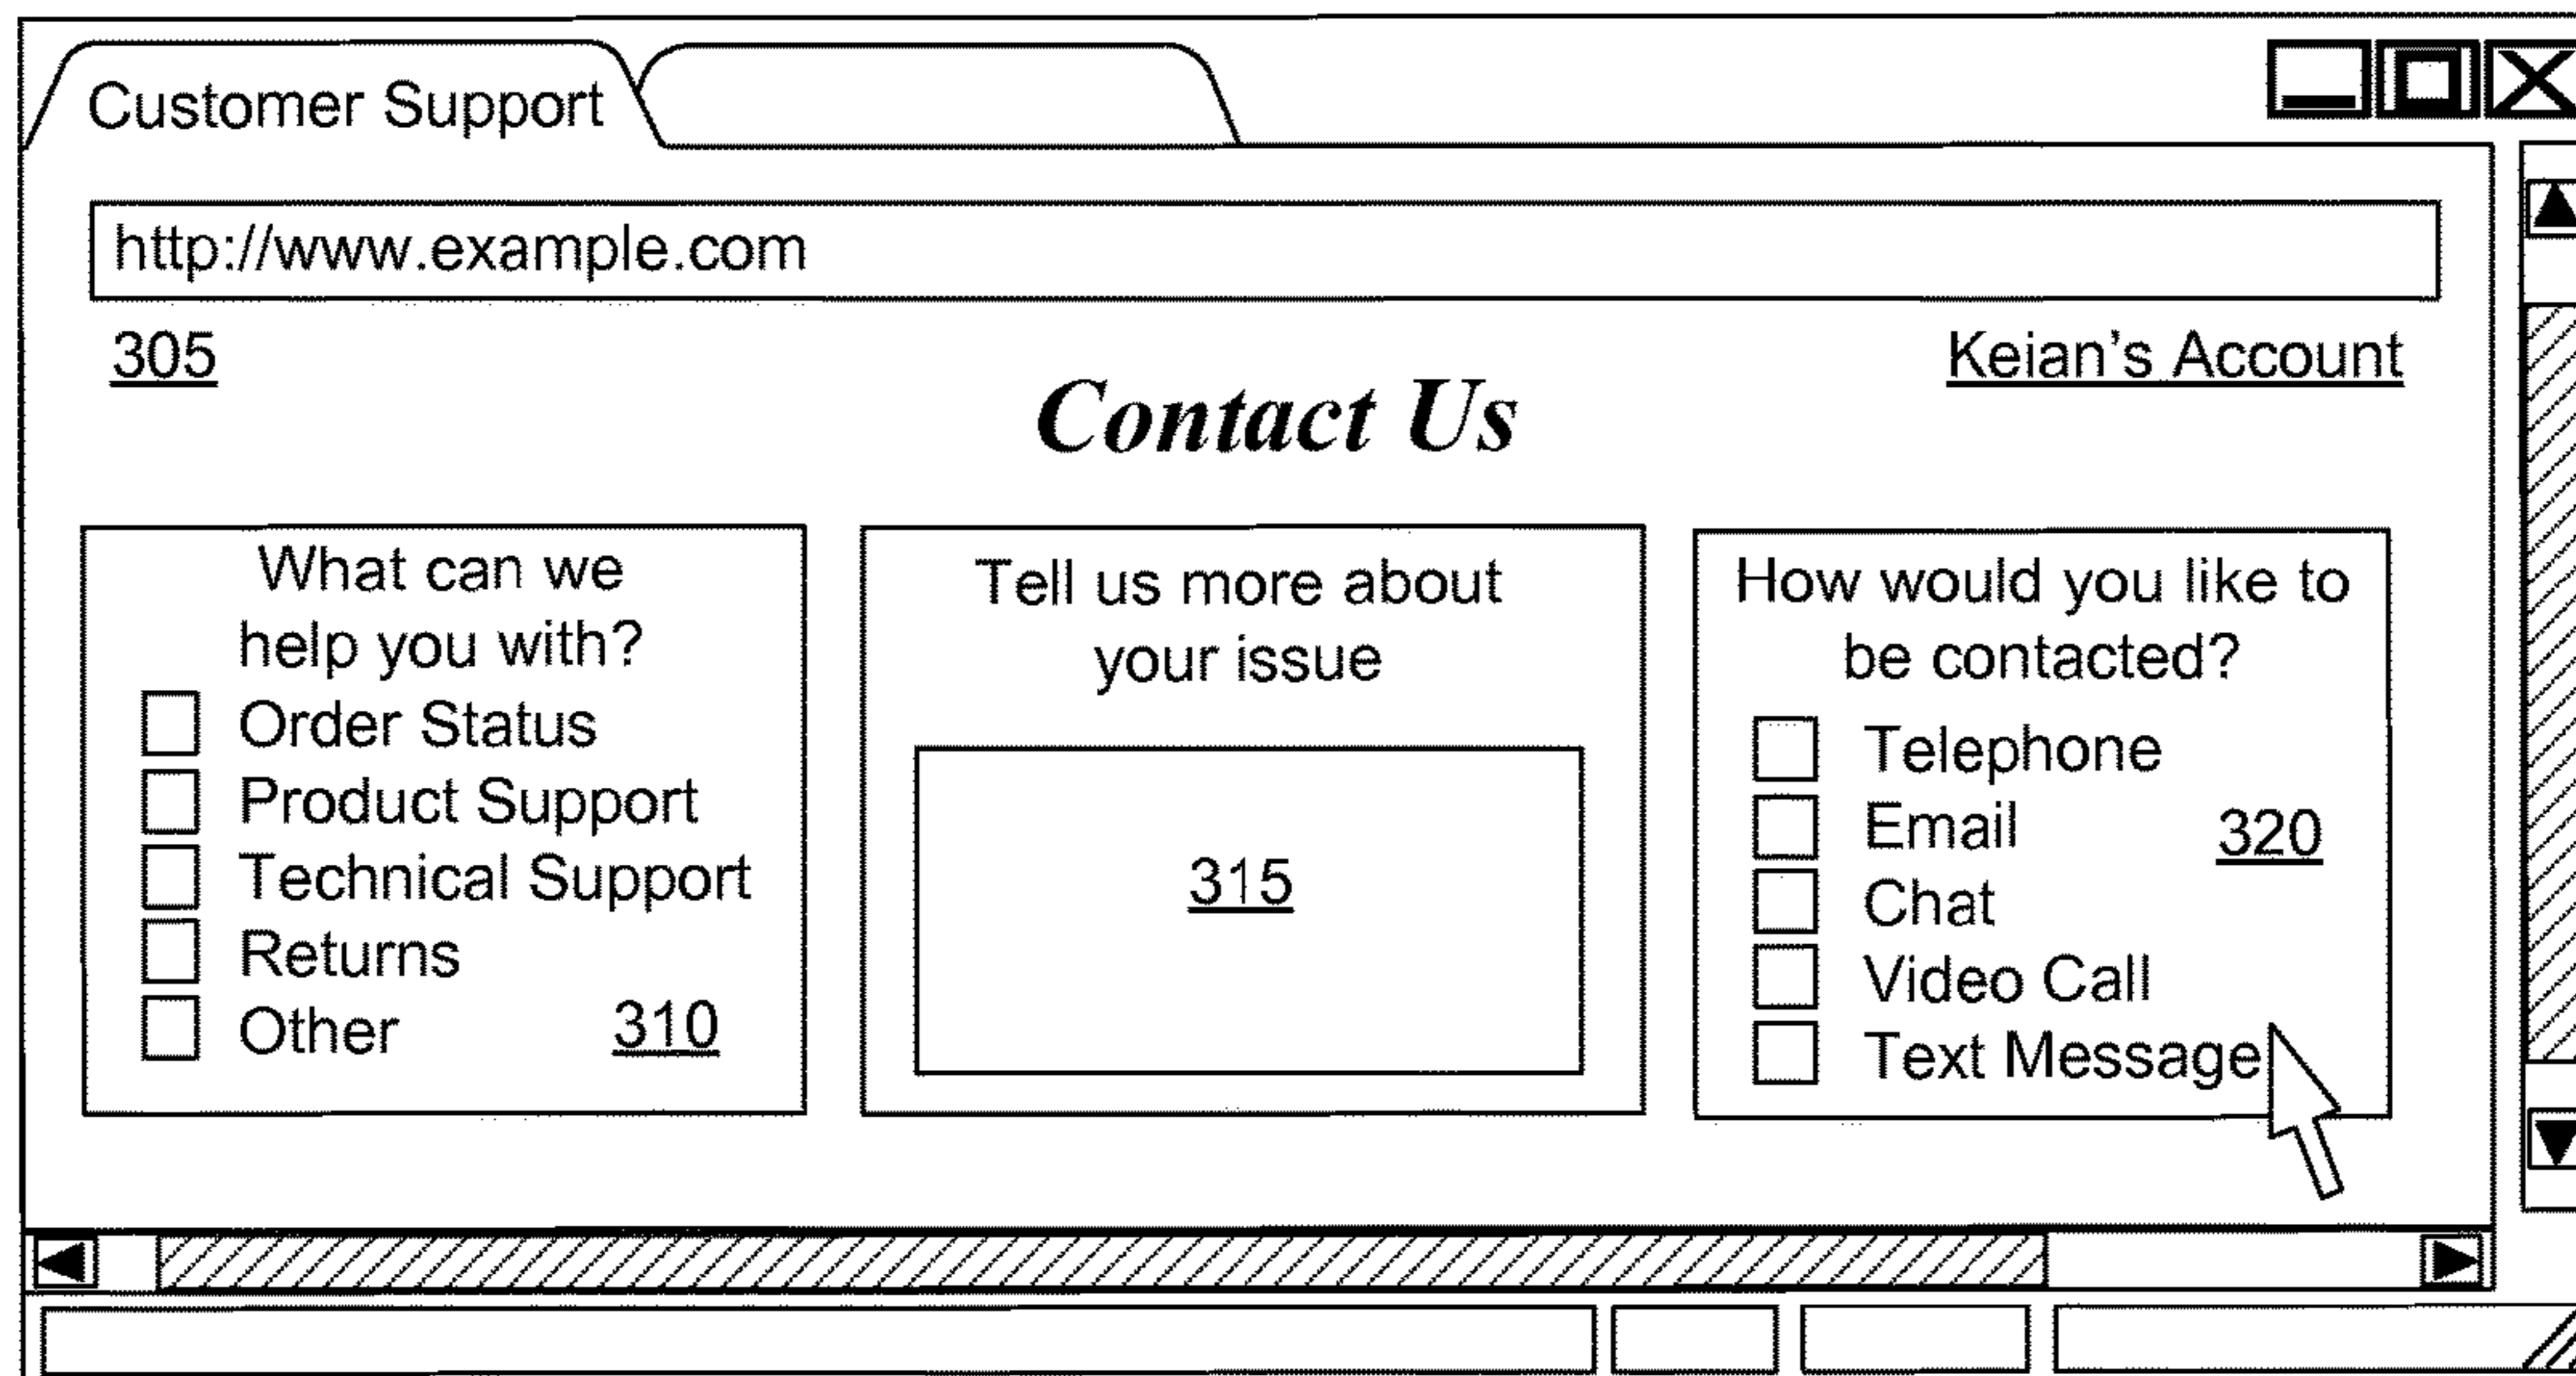 Customer Support
http://www.example.com
305
Keian's Account
Contact Us
What can we
help you with?
Order Status
Product Support
Technical Support
Returns
Other
310
Tell us more about
your issue
315
How would you like to
be contacted?
Telephone
Email
320
Chat
Video Call
Text Message